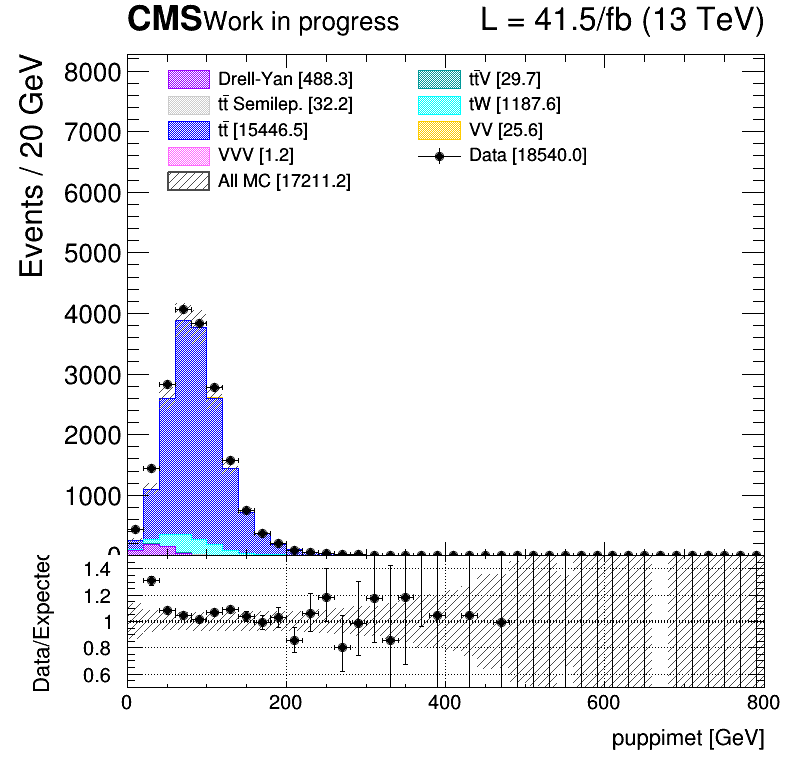 CMS Work in progress L = 41.5/fb (13 TeV)
Events / 20 GeV
8000
7000
6000
5000
4000
3000
2000
1000
0
Drell-Yan [488.3]
tt̄ Semilep. [32.2]
tt̄ [15446.5]
VVV [1.2]
All MC [17211.2]
tt̄V [29.7]
tW [1187.6]
VV [25.6]
Data [18540.0]
Data/Expected
1.4
1.2
1
0.8
0.6
0 200 400 600 800
puppimet [GeV]